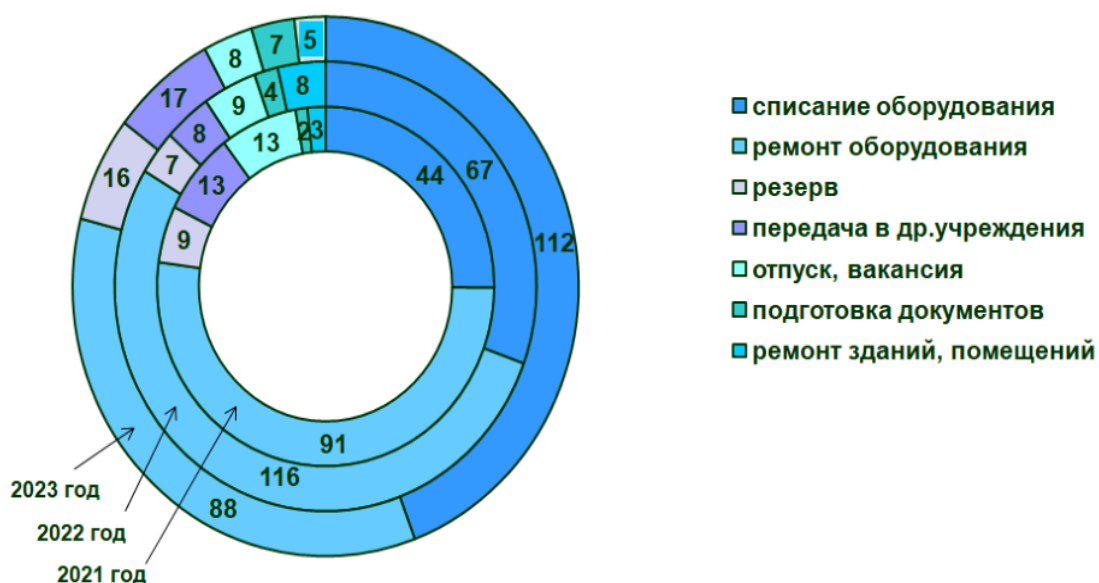 5
7
8
17
8
4
9
8
2
3
13
7
16
13
9
44
67
112
91
116
88
списание оборудования
ремонт оборудования
резерв
передача в др.учреждения
отпуск, вакансия
подготовка документов
ремонт зданий, помещений
2023 год
2022 год
2021 год